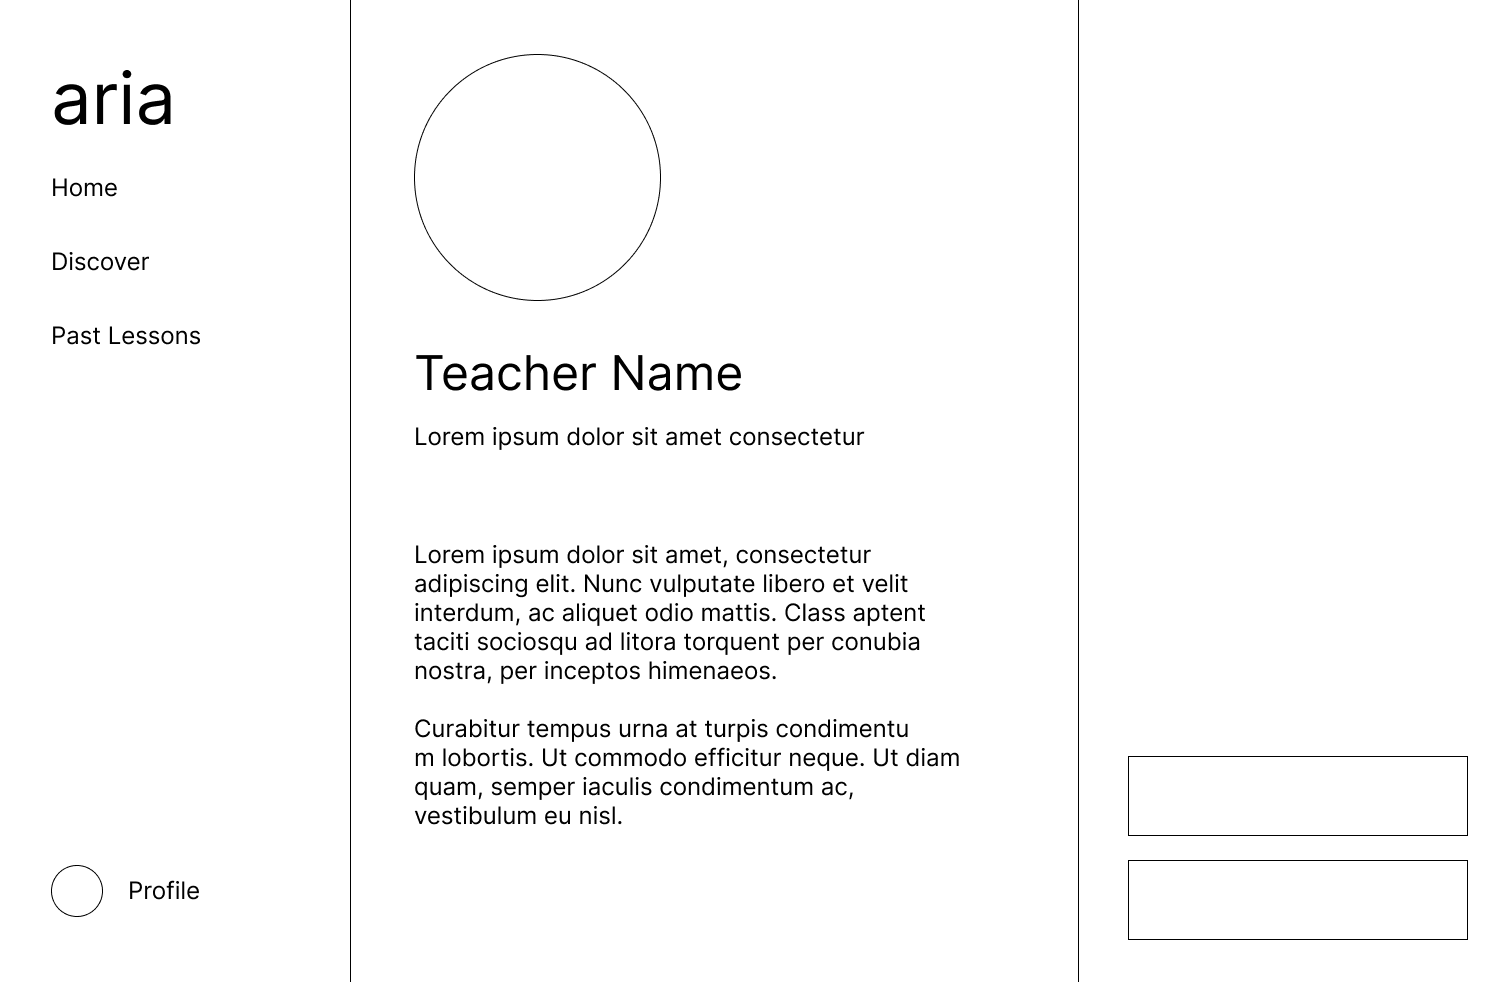 aria
Home
Discover
Past Lessons
Profile
Teacher Name
Lorem ipsum dolor sit amet consectetur
Lorem ipsum dolor sit amet, consectetur
adipiscing elit. Nunc vulputate libero et velit
interdum, ac aliquet odio mattis. Class aptent
taciti sociosqu ad litora torquent per conubia
nostra, per inceptos himenaeos.
Curabitur tempus urna at turpis condimentu
m lobortis. Ut commodo efficitur neque. Ut diam
quam, semper iaculis condimentum ac,
vestibulum eu nisl.